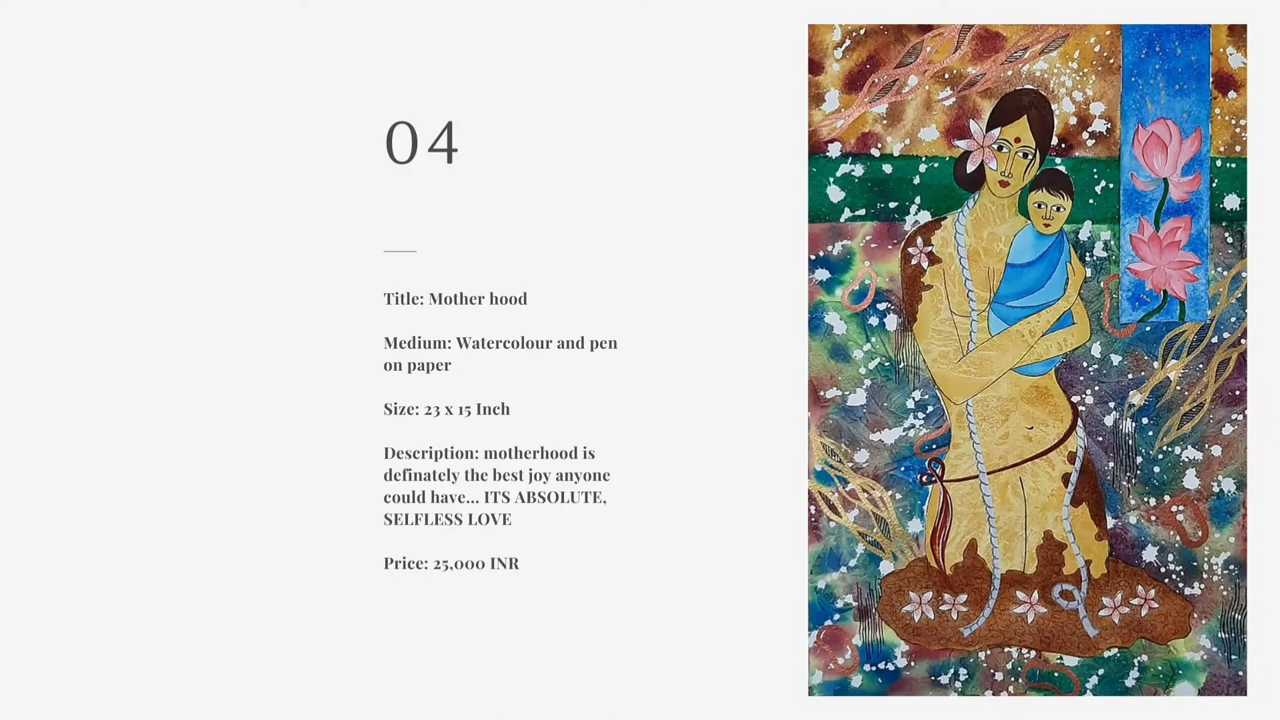 04
Title: Mother hood
Medium: Watercolour and pen
on paper
Size: 23 x 15 Inch
Description: motherhood is
definately the best joy anyone
could have... ITS ABSOLUTE,
SELFLESS LOVE
Price: 25,000 INR